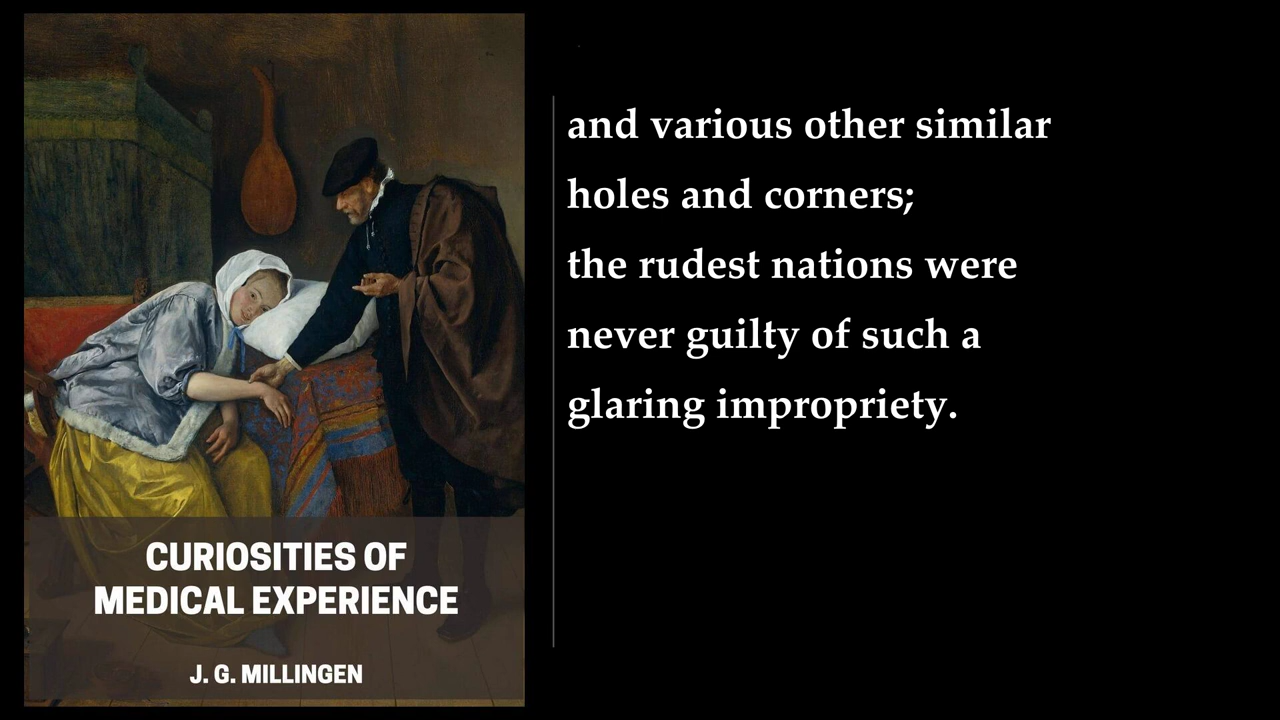 and various other similar
holes and corners;
the rudest nations were
never guilty of such a
glaring impropriety.
CURIOSITIES OF
MEDICAL EXPERIENCE
J. G. MILLINGEN